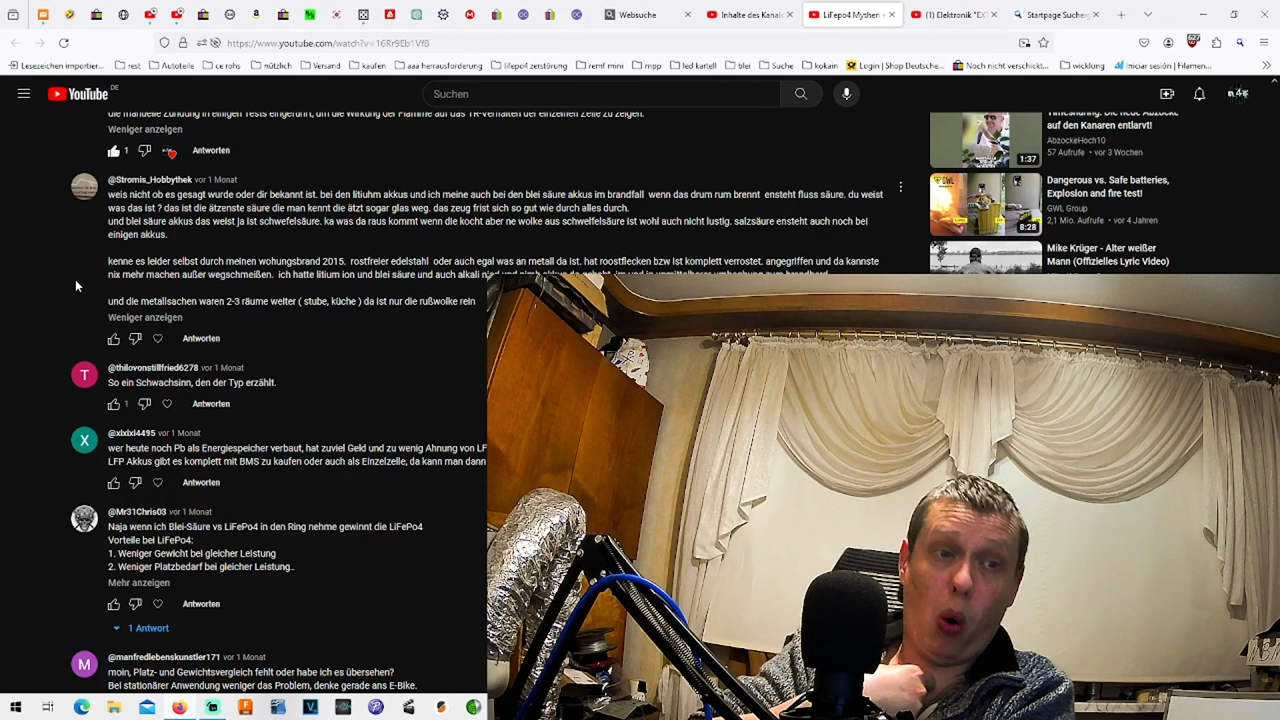 Websuche
Inhalte des Kanals
LiFepo4 Mythen e
(1) Elektronik "EX
Startpage Suchergi
https://www.youtube.com/watch?v=16Rr9Eb1Vf8
Lesezeichen importier...
rest
Autoteile
ce rohs
nützlich
Versand
kaufen
aaa herrausforderung
lifepo4 zerstörung
remf mini
mpp
led kartell
blei
Suche
kokain
Login | Shop Deutsche...
Noch nicht verschickt...
wicklung
Iniciar sesión | Filamen...
YouTube DE
Suchen
die manuelle Zündung in einigen Tests eingeführt, um die Wirkung der Flamme auf das TR-Verhalten der einzelnen Zelle zu zeigen.
Weniger anzeigen
1 Antworten
@Stromis_Hobbythek vor 1 Monat
weis nicht ob es gesagt wurde oder dir bekannt ist. bei den litiuhm akkus und ich meine auch bei den blei säure akkus im brandfall wenn das drum rum brennt ensteht fluss säure. du weist
was das ist ? das ist die ätzenste säure die man kennt die ätzt sogar glas weg. das zeug frist sich so gut wie durch alles durch.
und blei säure akkus das weist ja ist schwefelsäure. ka was da raus kommt wenn die kocht aber ne wolke aus schwelfelsäure ist wohl auch nicht lustig. salzsäure ensteht auch noch bei
einigen akkus.
kenne es leider selbst durch meinen wohungsbrand 2015. rostfreier edelstahl oder auch egal was an metall da ist. hat roostflecken bzw ist komplett verrostet. angegriffen und da kannste
nix mehr machen außer wegschmeißen. ich hatte litium ion und blei säure und auch alkali
und die metallsachen waren 2-3 räume weiter ( stube, küche ) da ist nur die rußwolke rein
Weniger anzeigen
Antworten
@thilovonstillfried6278 vor 1 Monat
So ein Schwachsinn, den der Typ erzählt.
1 Antworten
@xixixi4495 vor 1 Monat
wer heute noch Pb als Energiespeicher verbaut, hat zuviel Geld und zu wenig Ahnung von LF
LFP Akkus gibt es komplett mit BMS zu kaufen oder auch als Einzelzelle, da kann man dann
Antworten
@Mr31Chris03 vor 1 Monat
Naja wenn ich Blei-Säure vs LiFePo4 in den Ring nehme gewinnt die LiFePo4
Vorteile bei LiFePo4:
1. Weniger Gewicht bei gleicher Leistung
2. Weniger Platzbedarf bei gleicher Leistung..
Mehr anzeigen
Antworten
1 Antwort
@manfredlebenskunstler171 vor 1 Monat
moin, Platz- und Gewichtsvergleich fehlt oder habe ich es übersehen?
Bei stationärer Anwendung weniger das Problem, denke gerade ans E-Bike.
Timesharing: Die neue Abzocke
auf den Kanaren entlarvt!
AbzockeHoch10
57 Aufrufe • vor 3 Wochen
1:37
Dangerous vs. Safe batteries,
Explosion and fire test!
GWL Group
2,1 Mio. Aufrufe • vor 4 Jahren
8:28
Mike Krüger - Alter weißer
Mann (Offizielles Lyric Video)